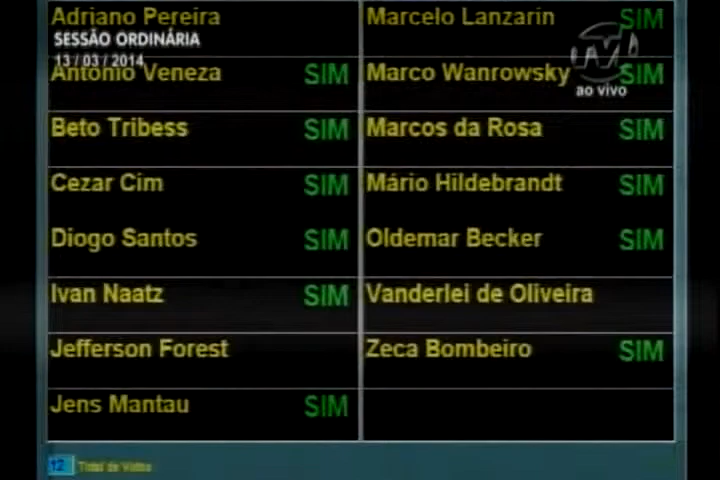 Adriano Pereira
Marcelo Lanzarin SIM
SESSÃO ORDINÁRIA
13 / 03 / 2014
TVL
ao vivo
Antônio Veneza SIM
Marco Wanrowsky SIM
Beto Tribess SIM
Marcos da Rosa SIM
Cezar Cim SIM
Mário Hildebrandt SIM
Diogo Santos SIM
Oldemar Becker SIM
Ivan Naatz SIM
Vanderlei de Oliveira
Jefferson Forest
Zeca Bombeiro SIM
Jens Mantau SIM
12 Total de Votos